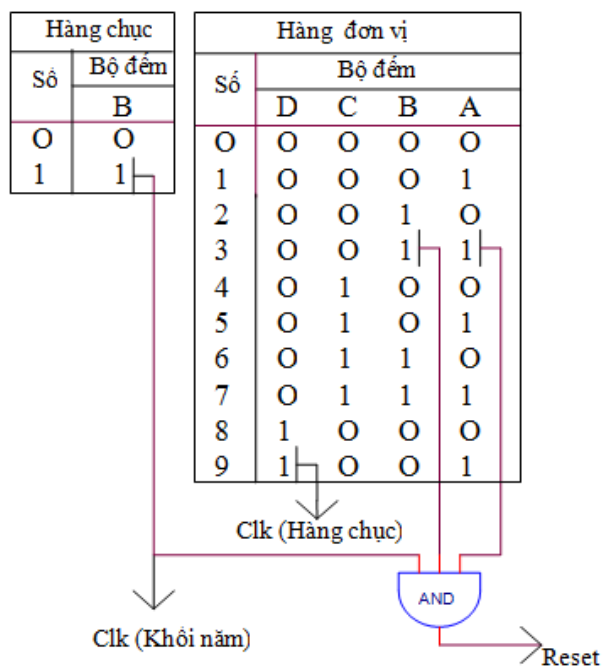 Hàng chục
Số Bộ đếm
B
O O
1 1
Hàng đơn vị
Số Bộ đếm
D C B A
O O O O O
1 O O O 1
2 O O 1 O
3 O O 1 1
4 O 1 O O
5 O 1 O 1
6 O 1 1 O
7 O 1 1 1
8 1 O O O
9 1 O O 1
Clk (Hàng chục)
AND
Clk (Khối năm)
Reset